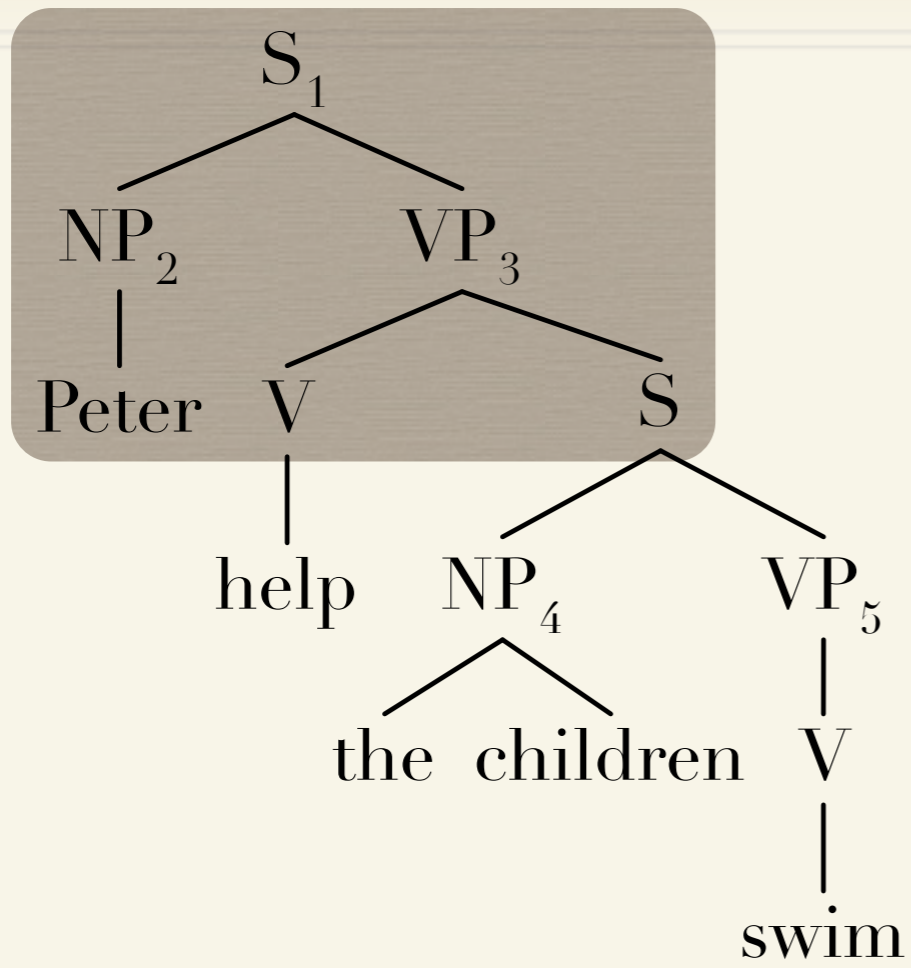 S1
NP2 VP3
Peter V S
help NP4 VP5
the children V
swim